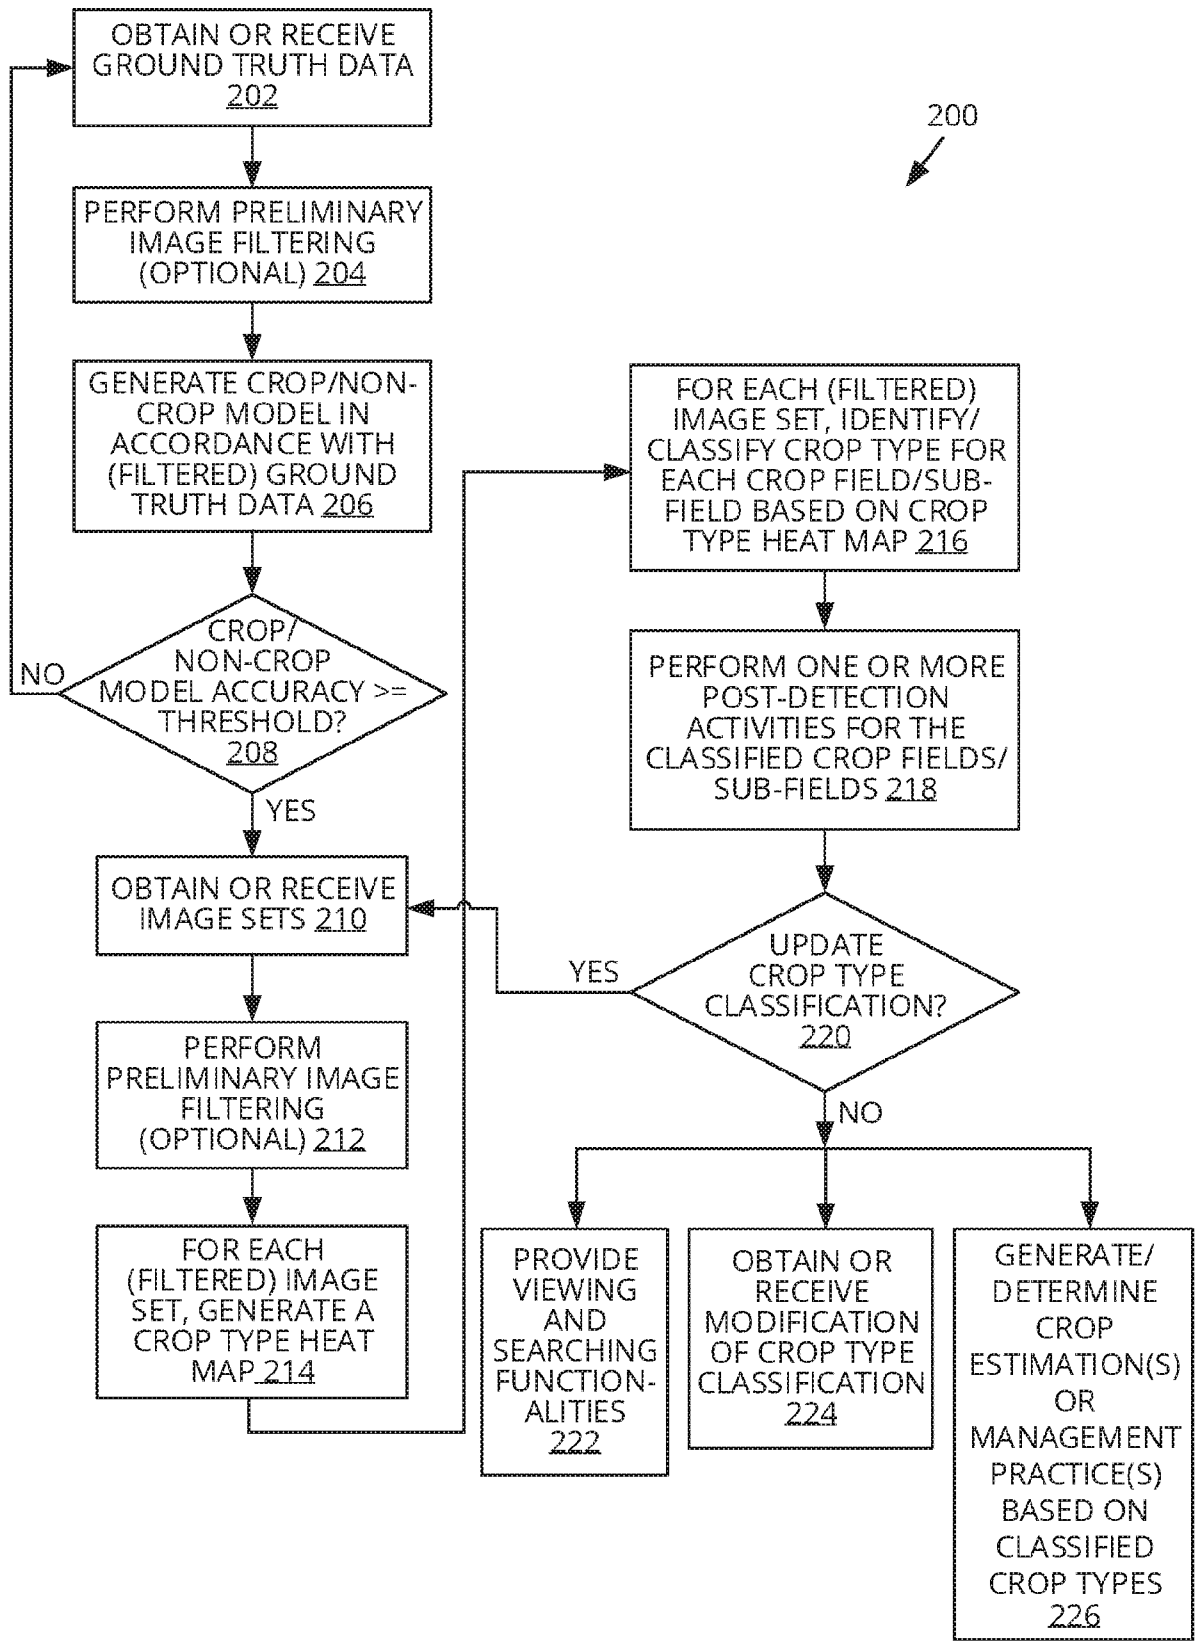 OBTAIN OR RECEIVE
GROUND TRUTH DATA
202
200
PERFORM PRELIMINARY
IMAGE FILTERING
(OPTIONAL) 204
GENERATE CROP/NON-
CROP MODEL IN
ACCORDANCE WITH
(FILTERED) GROUND
TRUTH DATA 206
CROP/
NON-CROP
MODEL ACCURACY >=
THRESHOLD?
208
NO
YES
OBTAIN OR RECEIVE
IMAGE SETS 210
PERFORM
PRELIMINARY IMAGE
FILTERING
(OPTIONAL) 212
FOR EACH
(FILTERED) IMAGE
SET, GENERATE A
CROP TYPE HEAT
MAP 214
FOR EACH (FILTERED)
IMAGE SET, IDENTIFY/
CLASSIFY CROP TYPE FOR
EACH CROP FIELD/SUB-
FIELD BASED ON CROP
TYPE HEAT MAP 216
PERFORM ONE OR MORE
POST-DETECTION
ACTIVITIES FOR THE
CLASSIFIED CROP FIELDS/
SUB-FIELDS 218
UPDATE
CROP TYPE
CLASSIFICATION?
220
YES
NO
PROVIDE
VIEWING
AND
SEARCHING
FUNCTION-
ALITIES
222
OBTAIN OR
RECEIVE
MODIFICATION
OF CROP TYPE
CLASSIFICATION
224
GENERATE/
DETERMINE
CROP
ESTIMATION(S)
OR
MANAGEMENT
PRACTICE(S)
BASED ON
CLASSIFIED
CROP TYPES
226